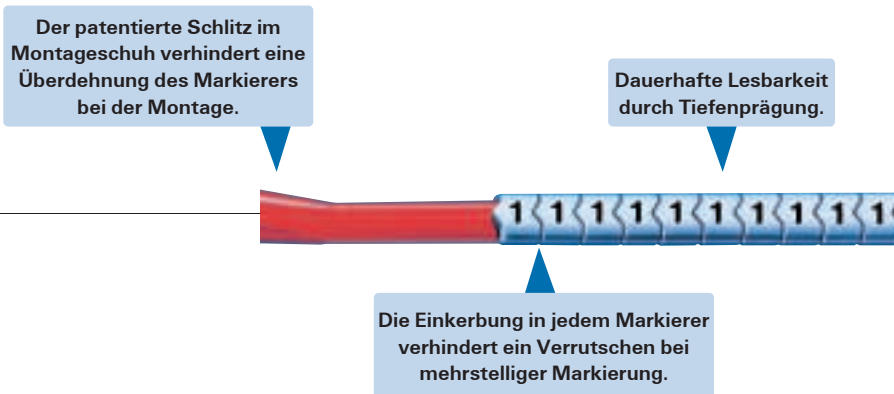 Der patentierte Schlitz im
Montageschuh verhindert eine
Überdehnung des Markierers
bei der Montage.
Dauerhafte Lesbarkeit
durch Tiefenprägung.
1 1 1 1 1 1 1 1 1 1
Die Einkerbung in jedem Markierer
verhindert ein Verrutschen bei
mehrstelliger Markierung.